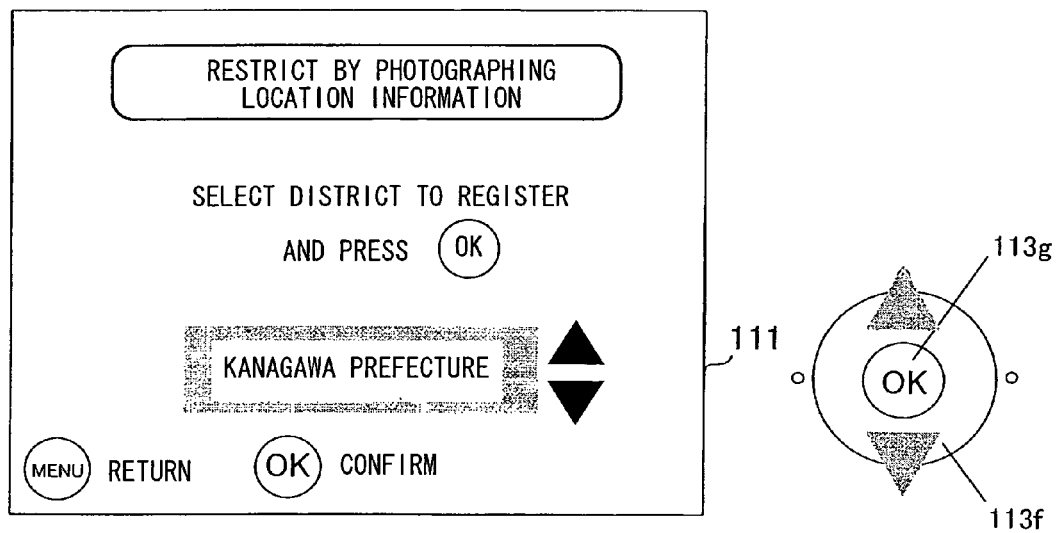 RESTRICT BY PHOTOGRAPHING
LOCATION INFORMATION
SELECT DISTRICT TO REGISTER
AND PRESS OK
KANAGAWA PREFECTURE
MENU RETURN OK CONFIRM
111
113g
OK
113f